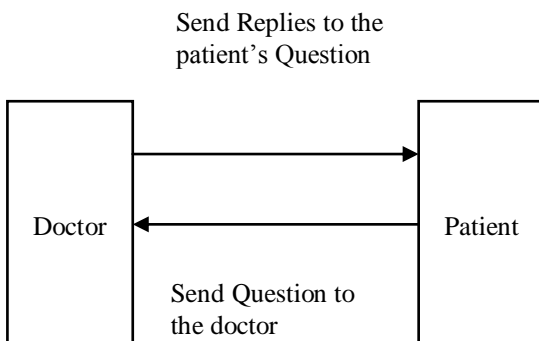 Send Replies to the
patient’s Question
Doctor
Patient
Send Question to
the doctor